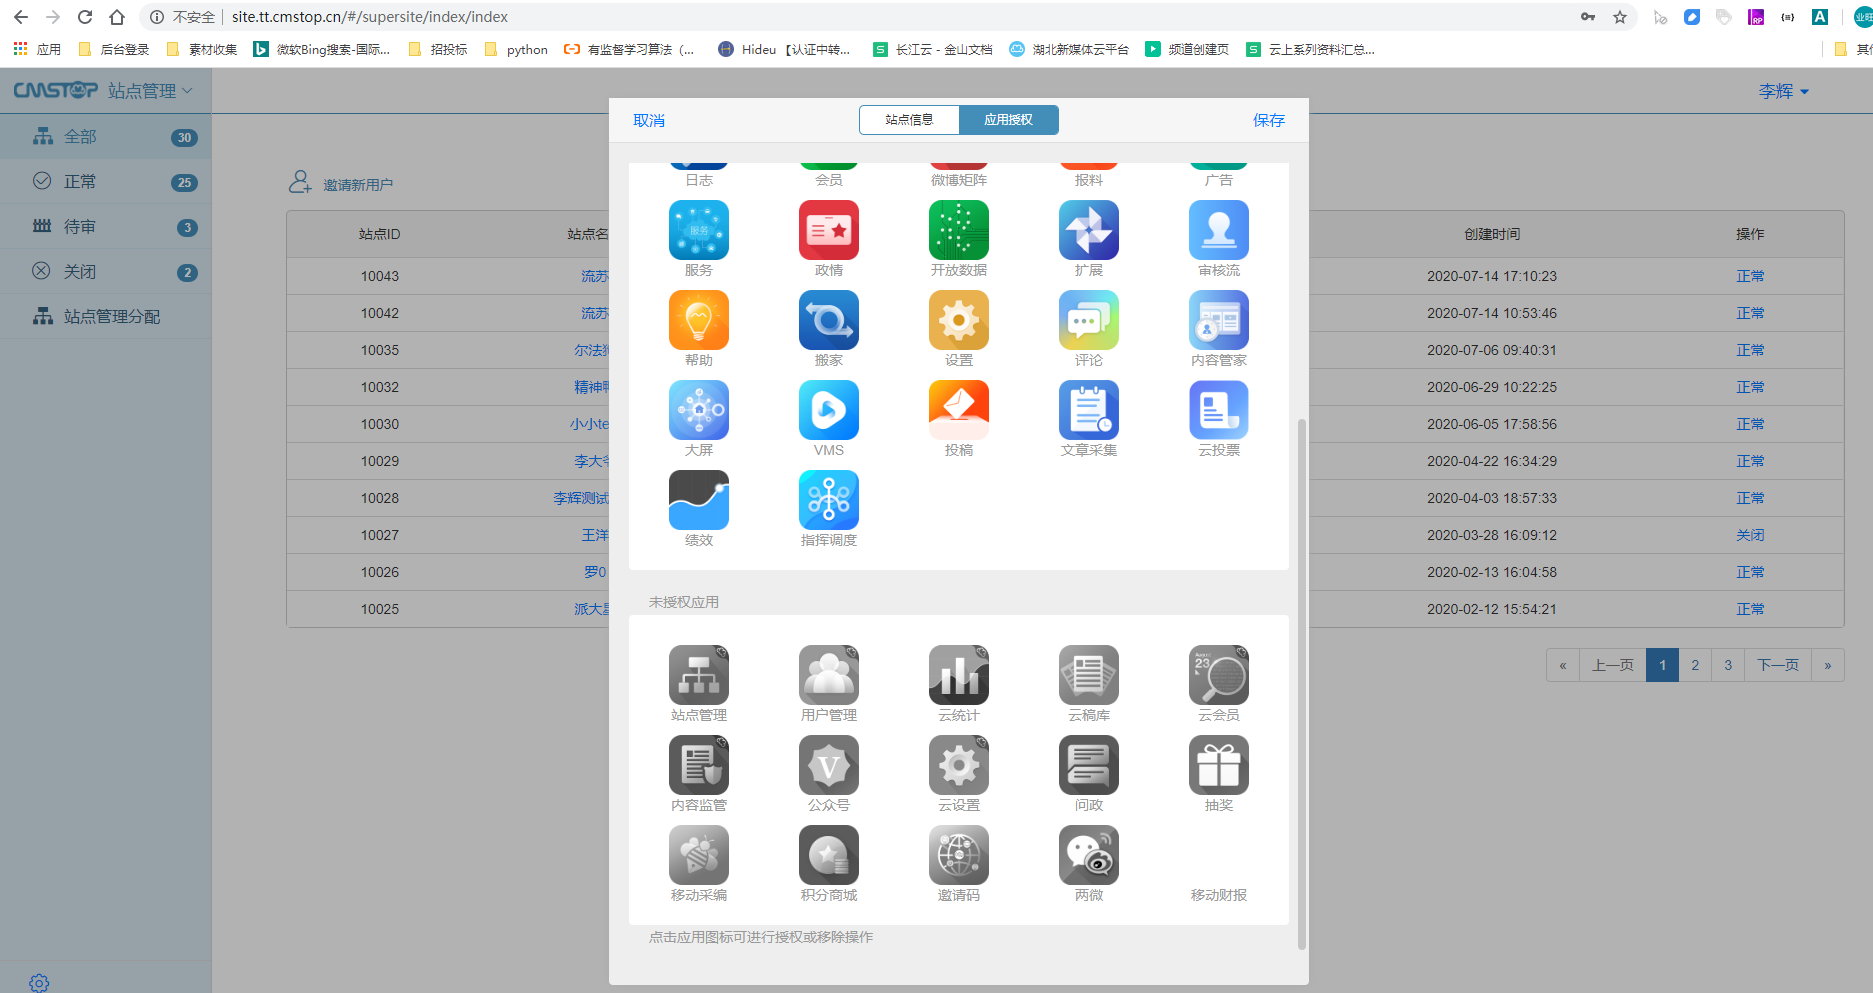 不安全 site.tt.cmstop.cn/#/supersite/index/index
应用 后台登录 素材收集 微软Bing搜索-国际... 招投标 python 有监督学习算法（... Hideu 【认证中转... 长江云 - 金山文档 湖北新媒体云平台 频道创建页 云上系列资料汇总...
CMSTOP 站点管理
李辉
全部 30
正常 25
待审 3
关闭 2
站点管理分配
邀请新用户
站点ID 站点名 创建时间 操作
10043 流苏 2020-07-14 17:10:23 正常
10042 流苏 2020-07-14 10:53:46 正常
10035 尔法 2020-07-06 09:40:31 正常
10032 精神 2020-06-29 10:22:25 正常
10030 小小te 2020-06-05 17:58:56 正常
10029 李大 2020-04-22 16:34:29 正常
10028 李辉测试 2020-04-03 18:57:33 正常
10027 王洋 2020-03-28 16:09:12 关闭
10026 罗0 2020-02-13 16:04:58 正常
10025 派大 2020-02-12 15:54:21 正常
« 上一页 1 2 3 下一页 »
取消 站点信息 应用授权 保存
日志 会员 微博矩阵 报料 广告
服务
服务 政情 开放数据 扩展 审核流
帮助 搬家 设置 评论 内容管家
大屏 VMS 投稿 文章采集 云投票
绩效 指挥调度
未授权应用
23
站点管理 用户管理 云统计 云稿库 云会员
V
内容监管 公众号 云设置 问政 抽奖
移动采编 积分商城 邀请码 两微 移动财报
点击应用图标可进行授权或移除操作